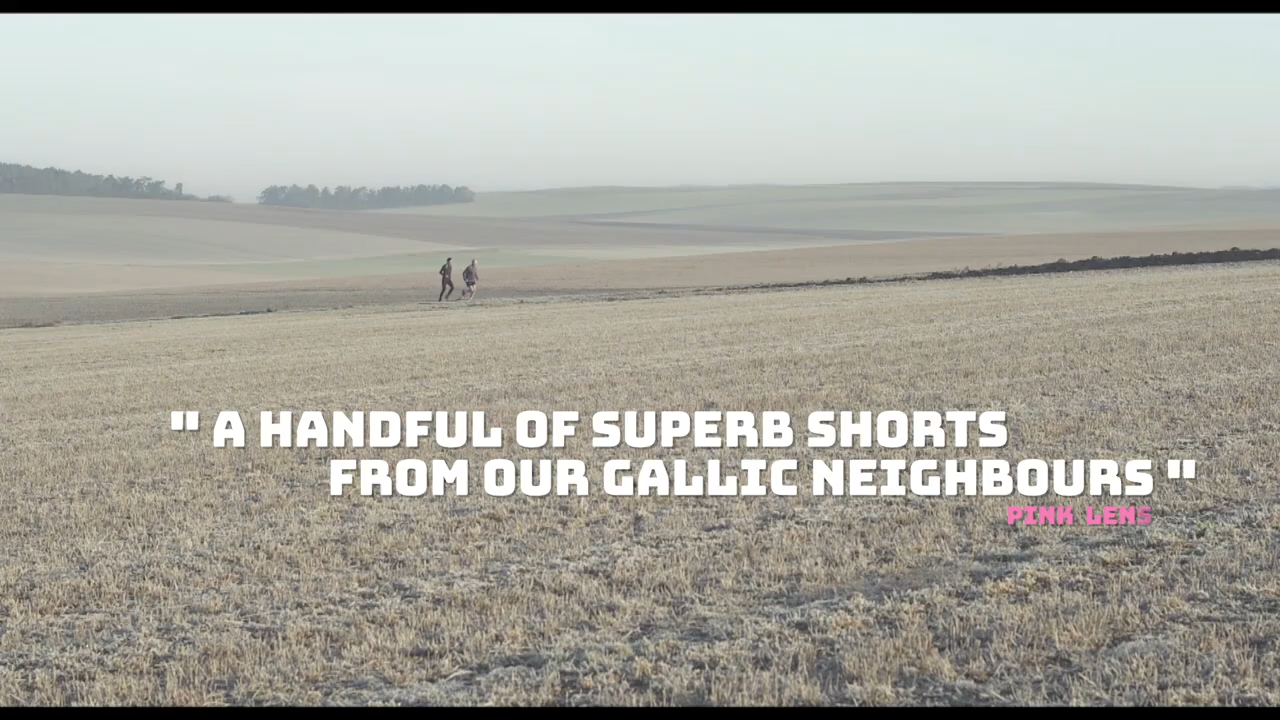 " A HANDFUL OF SUPERB SHORTS
FROM OUR GALLIC NEIGHBOURS "
PINK LENS